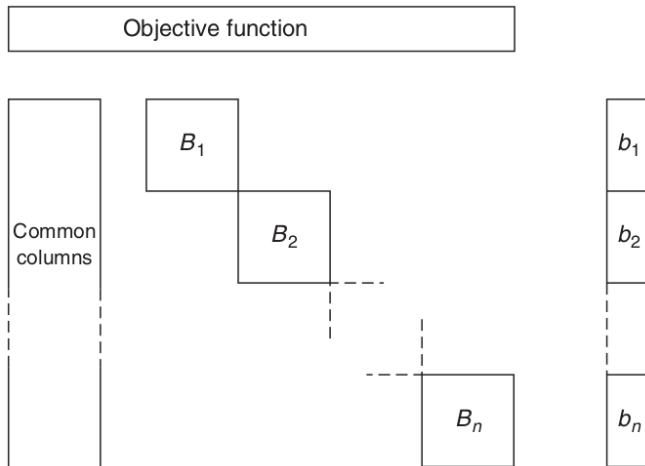 Objective function
B₁
b₁
Common
columns
B₂
b₂
Bₙ
bₙ